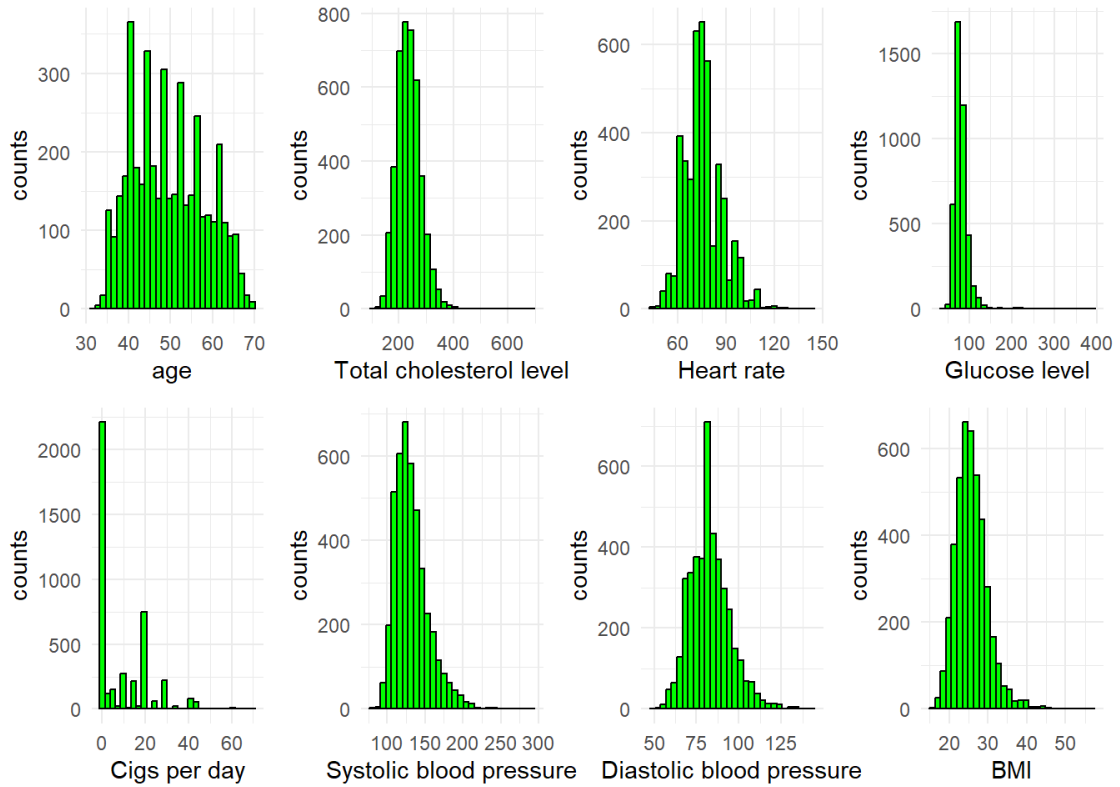 counts
0
100
200
300
30 40 50 60 70
age
counts
0
200
400
600
800
200 400 600
Total cholesterol level
counts
0
200
400
600
60 90 120 150
Heart rate
counts
0
500
1000
1500
100 200 300 400
Glucose level
counts
0
500
1000
1500
2000
0 20 40 60
Cigs per day
counts
0
200
400
600
100 150 200 250 300
Systolic blood pressure
counts
0
200
400
600
50 75 100 125
Diastolic blood pressure
counts
0
200
400
600
20 30 40 50
BMI